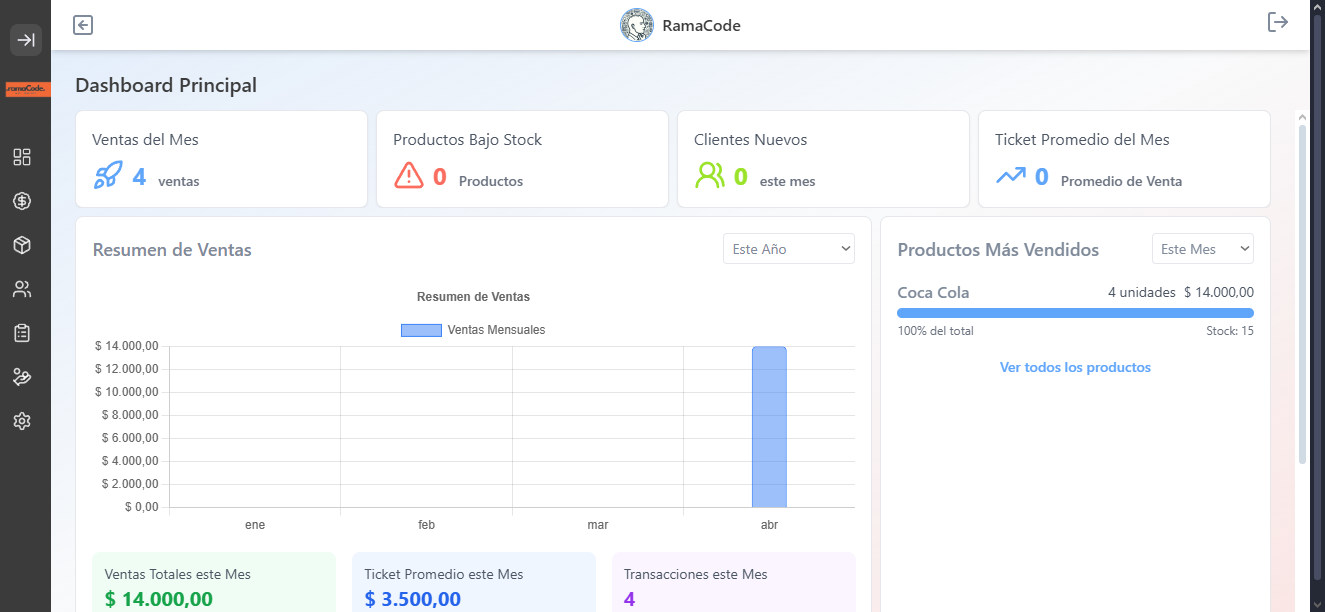 RamaCode
ramaCode.
Dashboard Principal
Ventas del Mes
4 ventas
Productos Bajo Stock
0 Productos
Clientes Nuevos
0 este mes
Ticket Promedio del Mes
0 Promedio de Venta
Resumen de Ventas
Este Año
Resumen de Ventas
Ventas Mensuales
$ 14.000,00
$ 12.000,00
$ 10.000,00
$ 8.000,00
$ 6.000,00
$ 4.000,00
$ 2.000,00
$ 0,00
ene feb mar abr
Ventas Totales este Mes
$ 14.000,00
Ticket Promedio este Mes
$ 3.500,00
Transacciones este Mes
4
Productos Más Vendidos
Este Mes
Coca Cola 4 unidades $ 14.000,00
100% del total Stock: 15
Ver todos los productos